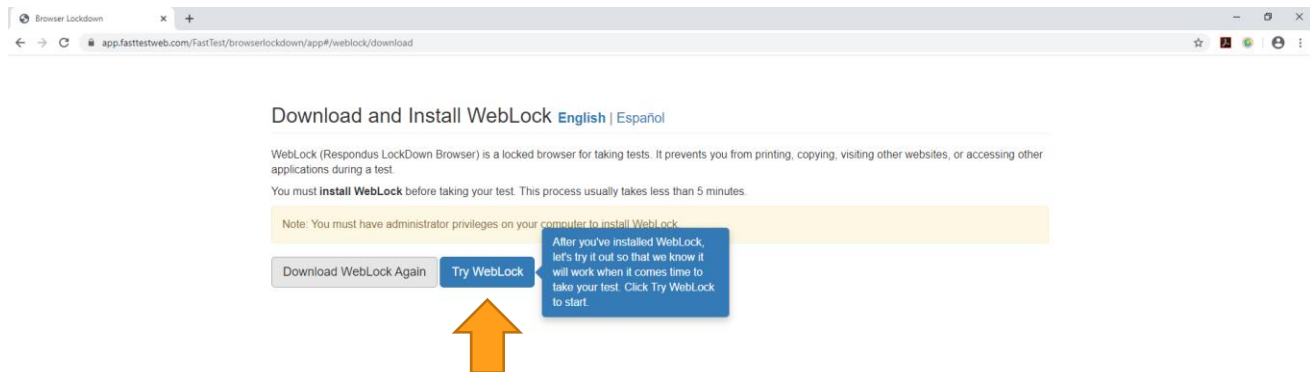 Browser Lockdown
app.fasttestweb.com/FastTest/browserlockdown/app#/weblock/download
Download and Install WebLock English | Español
WebLock (Respondus LockDown Browser) is a locked browser for taking tests. It prevents you from printing, copying, visiting other websites, or accessing other
applications during a test.
You must install WebLock before taking your test. This process usually takes less than 5 minutes.
Note: You must have administrator privileges on your computer to install WebLock.
Download WebLock Again
Try WebLock
After you've installed WebLock,
let's try it out so that we know it
will work when it comes time to
take your test. Click Try WebLock
to start.